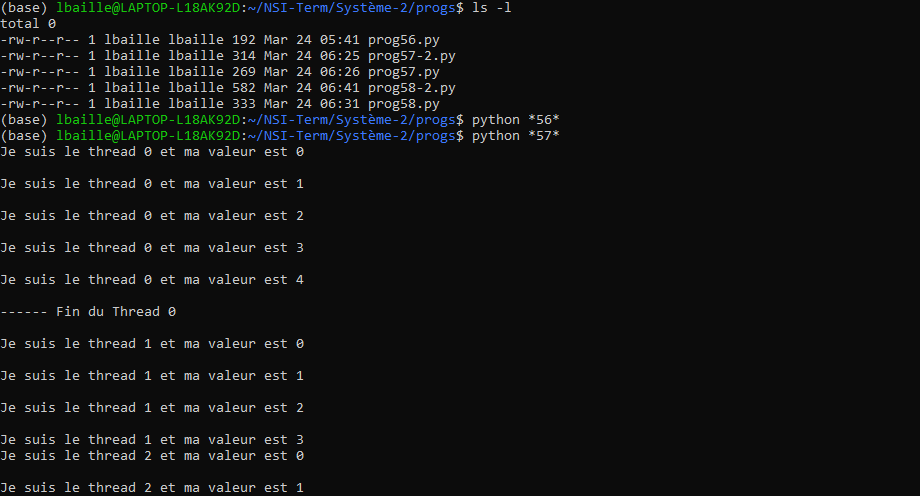 (base) lbaille@LAPTOP-L18AK92D:~/NSI-Term/Système-2/progs$ ls -l
total 0
-rw-r--r-- 1 lbaille lbaille 192 Mar 24 05:41 prog56.py
-rw-r--r-- 1 lbaille lbaille 314 Mar 24 06:25 prog57-2.py
-rw-r--r-- 1 lbaille lbaille 269 Mar 24 06:26 prog57.py
-rw-r--r-- 1 lbaille lbaille 582 Mar 24 06:41 prog58-2.py
-rw-r--r-- 1 lbaille lbaille 333 Mar 24 06:31 prog58.py
(base) lbaille@LAPTOP-L18AK92D:~/NSI-Term/Système-2/progs$ python *56*
(base) lbaille@LAPTOP-L18AK92D:~/NSI-Term/Système-2/progs$ python *57*
Je suis le thread 0 et ma valeur est 0
Je suis le thread 0 et ma valeur est 1
Je suis le thread 0 et ma valeur est 2
Je suis le thread 0 et ma valeur est 3
Je suis le thread 0 et ma valeur est 4
------ Fin du Thread 0
Je suis le thread 1 et ma valeur est 0
Je suis le thread 1 et ma valeur est 1
Je suis le thread 1 et ma valeur est 2
Je suis le thread 1 et ma valeur est 3
Je suis le thread 2 et ma valeur est 0
Je suis le thread 2 et ma valeur est 1